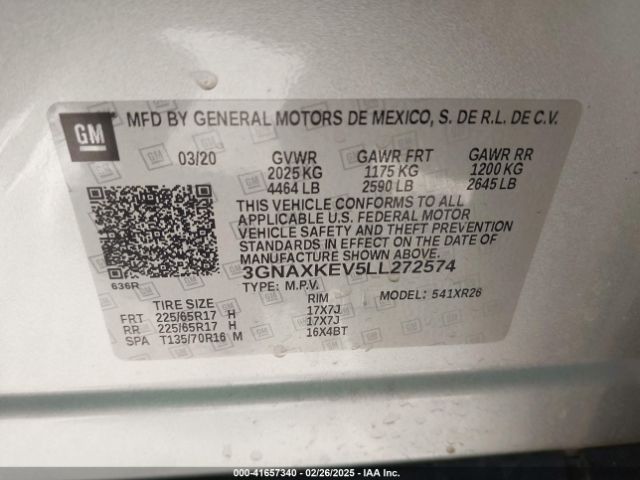 GM MFD BY GENERAL MOTORS DE MEXICO, S. DE R.L. DE C.V.
03/20 GVWR GAWR FRT GAWR RR
2025 KG 1175 KG 1200 KG
4464 LB 2590 LB 2645 LB
THIS VEHICLE CONFORMS TO ALL
APPLICABLE U.S. FEDERAL MOTOR
VEHICLE SAFETY AND THEFT PREVENTION
STANDARDS IN EFFECT ON THE DATE OF
MANUFACTURE SHOWN ABOVE.
3GNAXKEV5LL272574
636R TYPE: M.P.V. MODEL: 541XR26
TIRE SIZE RIM
FRT 225/65R17 H 17X7J
RR 225/65R17 H 17X7J
SPA T135/70R16 M 16X4BT
000-41657340 - 02/26/2025 - IAA Inc.